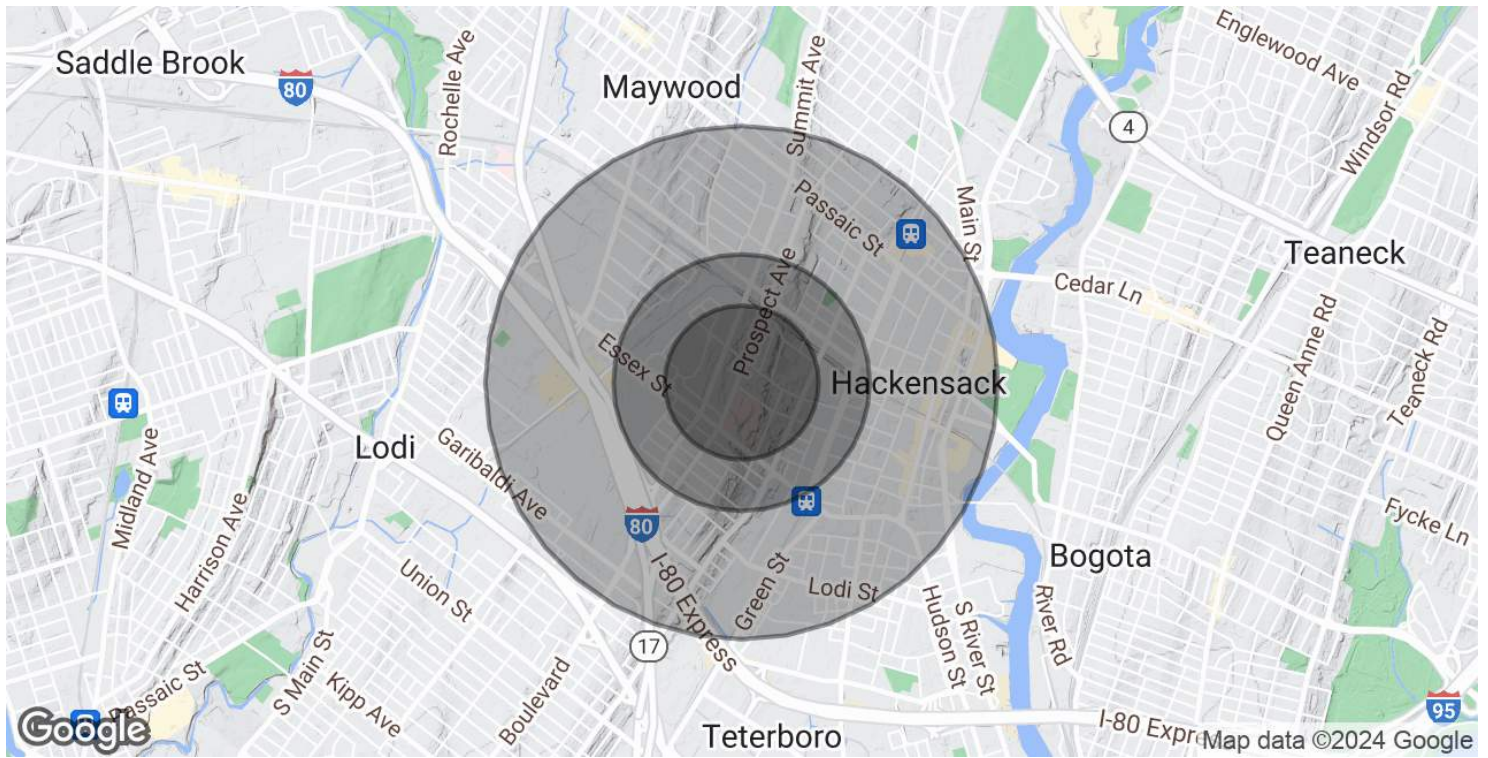 Saddle Brook
80
Rochelle Ave
Maywood
Summit Ave
Englewood Ave
Windsor Rd
4
Passaic St
Main St
Teaneck
Cedar Ln
Prospect Ave
Essex St
Hackensack
Queen Anne Rd
Teaneck Rd
Midland Ave
Harrison Ave
Lodi
Garibaldi Ave
80
I-80 Express
Green St
Lodi St
Hudson St
S River St
River Rd
Bogota
Fycke Ln
Union St
17
S Main St
Passaic St
Kipp Ave
Boulevard
Teterboro
I-80 Expre
95
Google
Map data ©2024 Google